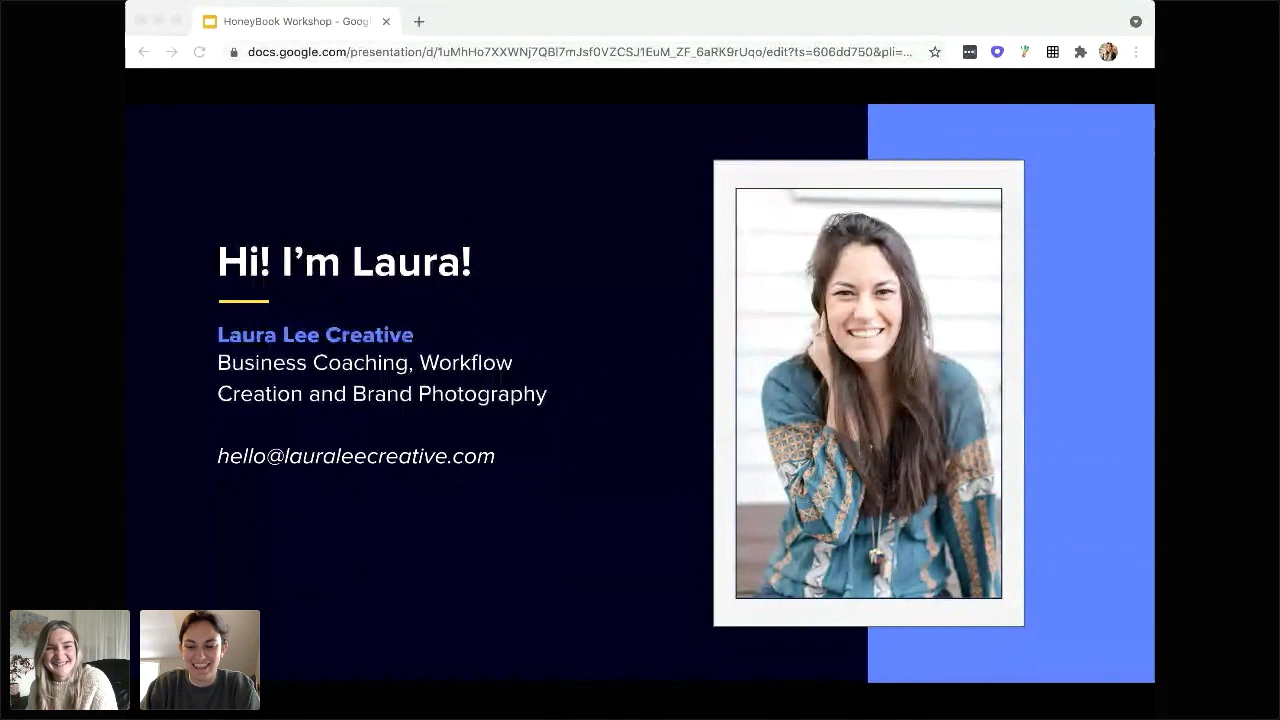 HoneyBook Workshop - Goog
docs.google.com/presentation/d/1uMhHo7XXWNj7QBl7mJsf0VZCSJ1EuM_ZF_6aRK9rUqo/edit?ts=606dd750&pli=...
Hi! I'm Laura!
Laura Lee Creative
Business Coaching, Workflow
Creation and Brand Photography
hello@lauraleecreative.com